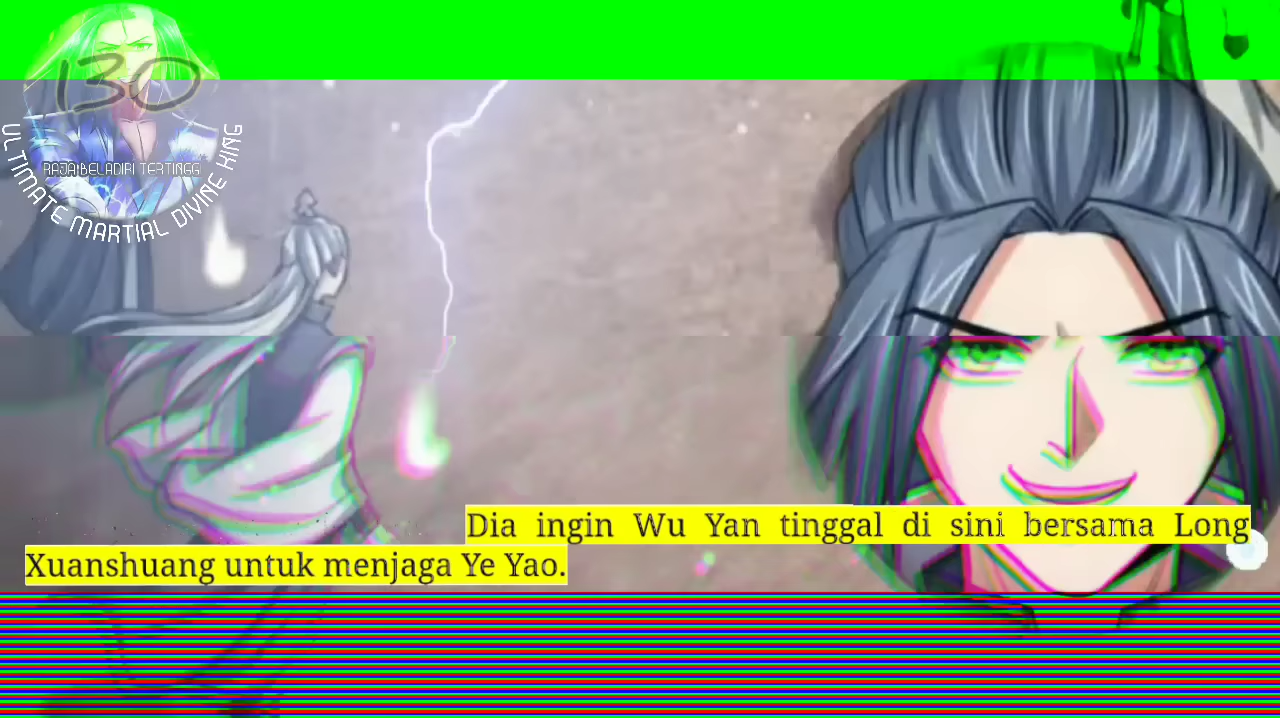 130
RAJA BELADIRI TERTINGGI
ULTIMATE MARTIAL DIVINE KING
Dia ingin Wu Yan tinggal di sini bersama Long
Xuanshuang untuk menjaga Ye Yao.